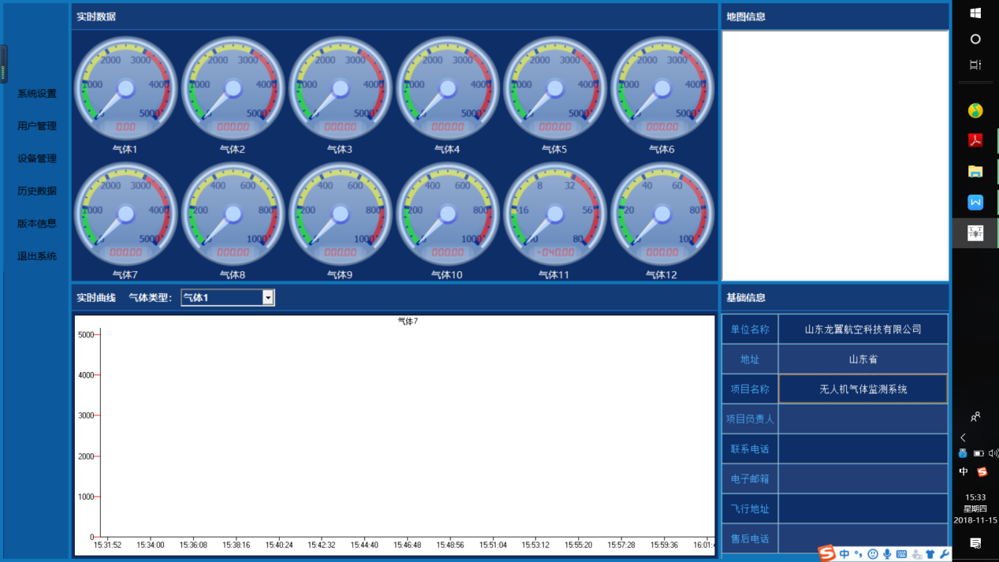 实时数据
地图信息
系统设置
用户管理
设备管理
历史数据
版本信息
退出系统
0 1000 2000 3000 4000 5000
0.00
气体1
0 1000 2000 3000 4000 5000
000.00
气体2
0 1000 2000 3000 4000 5000
000.00
气体3
0 1000 2000 3000 4000 5000
000.00
气体4
0 1000 2000 3000 4000 5000
000.00
气体5
0 1000 2000 3000 4000 5000
000.00
气体6
0 1000 2000 3000 4000 5000
000.00
气体7
0 200 400 600 800 1000
000.00
气体8
0 200 400 600 800 1000
000.00
气体9
0 200 400 600 800 1000
000.00
气体10
-16 8 32 56 80
-040.00
气体11
0 20 40 60 80 100
000.00
气体12
实时曲线 气体类型: 气体1
气体7
5000
4000
3000
2000
1000
0
15:31:52 15:34:00 15:36:08 15:38:16 15:40:24 15:42:32 15:44:40 15:46:48 15:48:56 15:51:04 15:53:12 15:55:20 15:57:28 15:59:36 16:01:4
基础信息
单位名称 山东龙翼航空科技有限公司
地址 山东省
项目名称 无人机气体监测系统
项目负责人
联系电话
电子邮箱
飞行地址
售后电话
中
中
15:33
星期四
2018-11-15